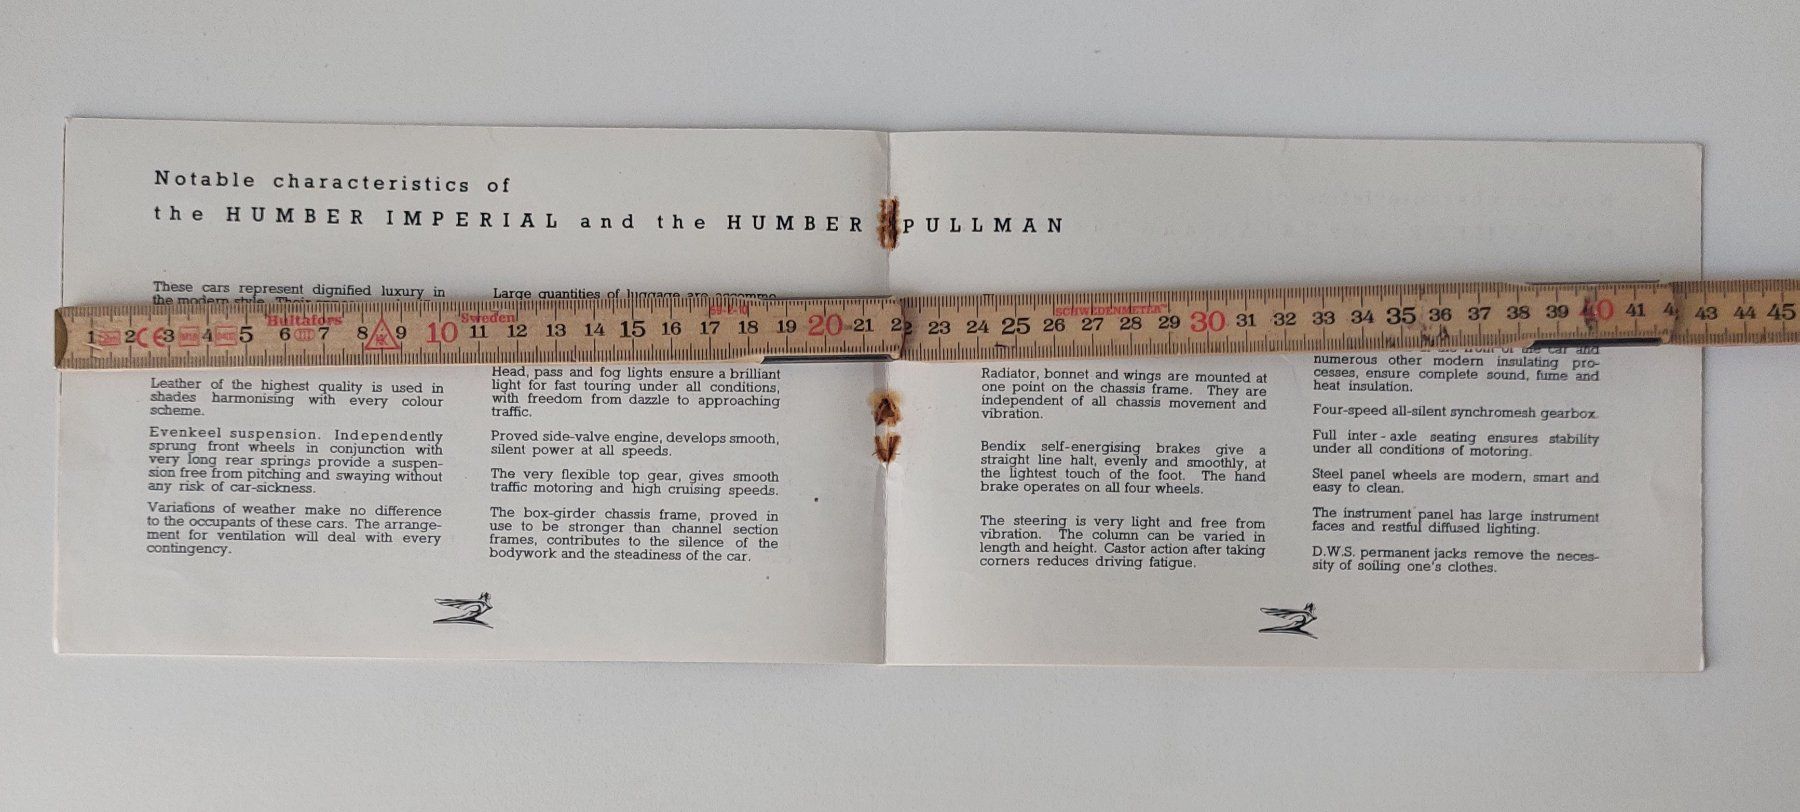 Notable characteristics of
the HUMBER IMPERIAL and the HUMBER PULLMAN
These cars represent dignified luxury in
the modern style. Their
Large quantities of luggage are accommo-
1 2 CE 3 4 5 6 7 8 9 10 11 12 13 14 15 16 17 18 19 20 21 22 23 24 25 26 27 28 29 30 31 32 33 34 35 36 37 38 39 40 41 4 43 44 45
Hultafors
Sweden
59-2-10
SCHWEDENMETER
Leather of the highest quality is used in
shades harmonising with every colour
scheme.
Evenkeel suspension. Independently
sprung front wheels in conjunction with
very long rear springs provide a suspen-
sion free from pitching and swaying without
any risk of car-sickness.
Variations of weather make no difference
to the occupants of these cars. The arrange-
ment for ventilation will deal with every
contingency.
Head, pass and fog lights ensure a brilliant
light for fast touring under all conditions,
with freedom from dazzle to approaching
traffic.
Proved side-valve engine, develops smooth,
silent power at all speeds.
The very flexible top gear, gives smooth
traffic motoring and high cruising speeds.
The box-girder chassis frame, proved in
use to be stronger than channel section
frames, contributes to the silence of the
bodywork and the steadiness of the car.
Radiator, bonnet and wings are mounted at
one point on the chassis frame. They are
independent of all chassis movement and
vibration.
Bendix self-energising brakes give a
straight line halt, evenly and smoothly, at
the lightest touch of the foot. The hand
brake operates on all four wheels.
The steering is very light and free from
vibration. The column can be varied in
length and height. Castor action after taking
corners reduces driving fatigue.
the front of the car and
numerous other modern insulating pro-
cesses, ensure complete sound, fume and
heat insulation.
Four-speed all-silent synchromesh gearbox.
Full inter-axle seating ensures stability
under all conditions of motoring.
Steel panel wheels are modern, smart and
easy to clean.
The instrument panel has large instrument
faces and restful diffused lighting.
D.W.S. permanent jacks remove the neces-
sity of soiling one's clothes.